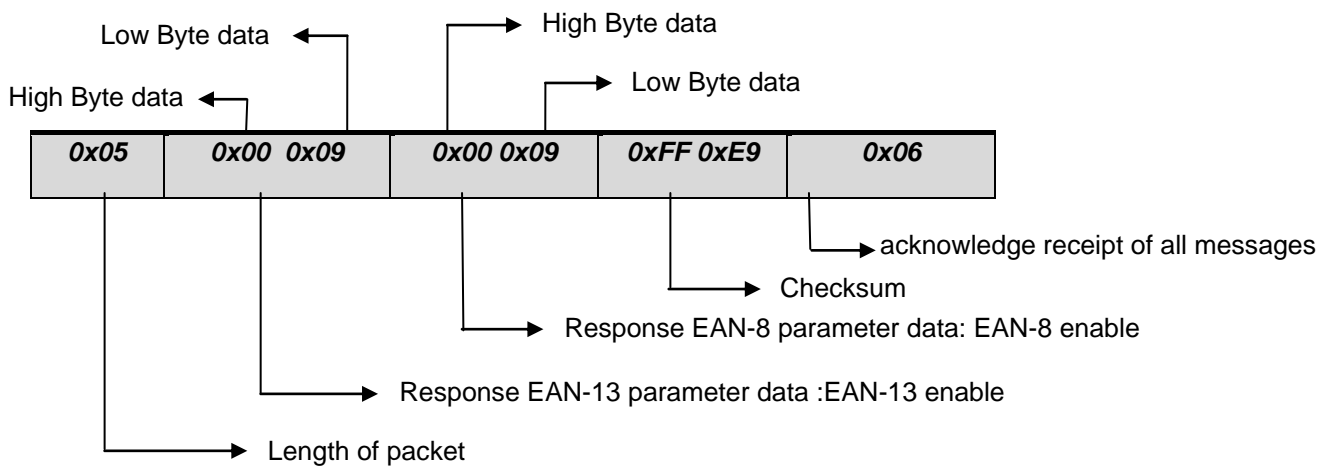 Low Byte data
High Byte data
High Byte data
Low Byte data
0x05 0x00 0x09 0x00 0x09 0xFF 0xE9 0x06
acknowledge receipt of all messages
Checksum
Response EAN-8 parameter data: EAN-8 enable
Response EAN-13 parameter data :EAN-13 enable
Length of packet